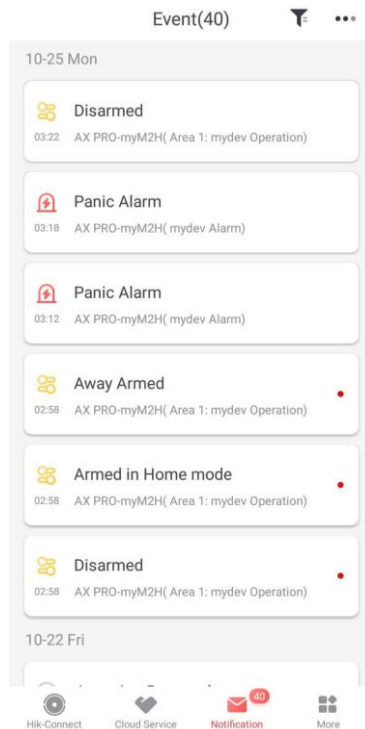 Event(40)
10-25 Mon
Disarmed
03:22 AX PRO-myM2H( Area 1: mydev Operation)
Panic Alarm
03:18 AX PRO-myM2H( mydev Alarm)
Panic Alarm
03:12 AX PRO-myM2H( mydev Alarm)
Away Armed
02:58 AX PRO-myM2H( Area 1: mydev Operation)
Armed in Home mode
02:58 AX PRO-myM2H( Area 1: mydev Operation)
Disarmed
02:58 AX PRO-myM2H( Area 1: mydev Operation)
10-22 Fri
40
Hik-Connect Cloud Service Notification More